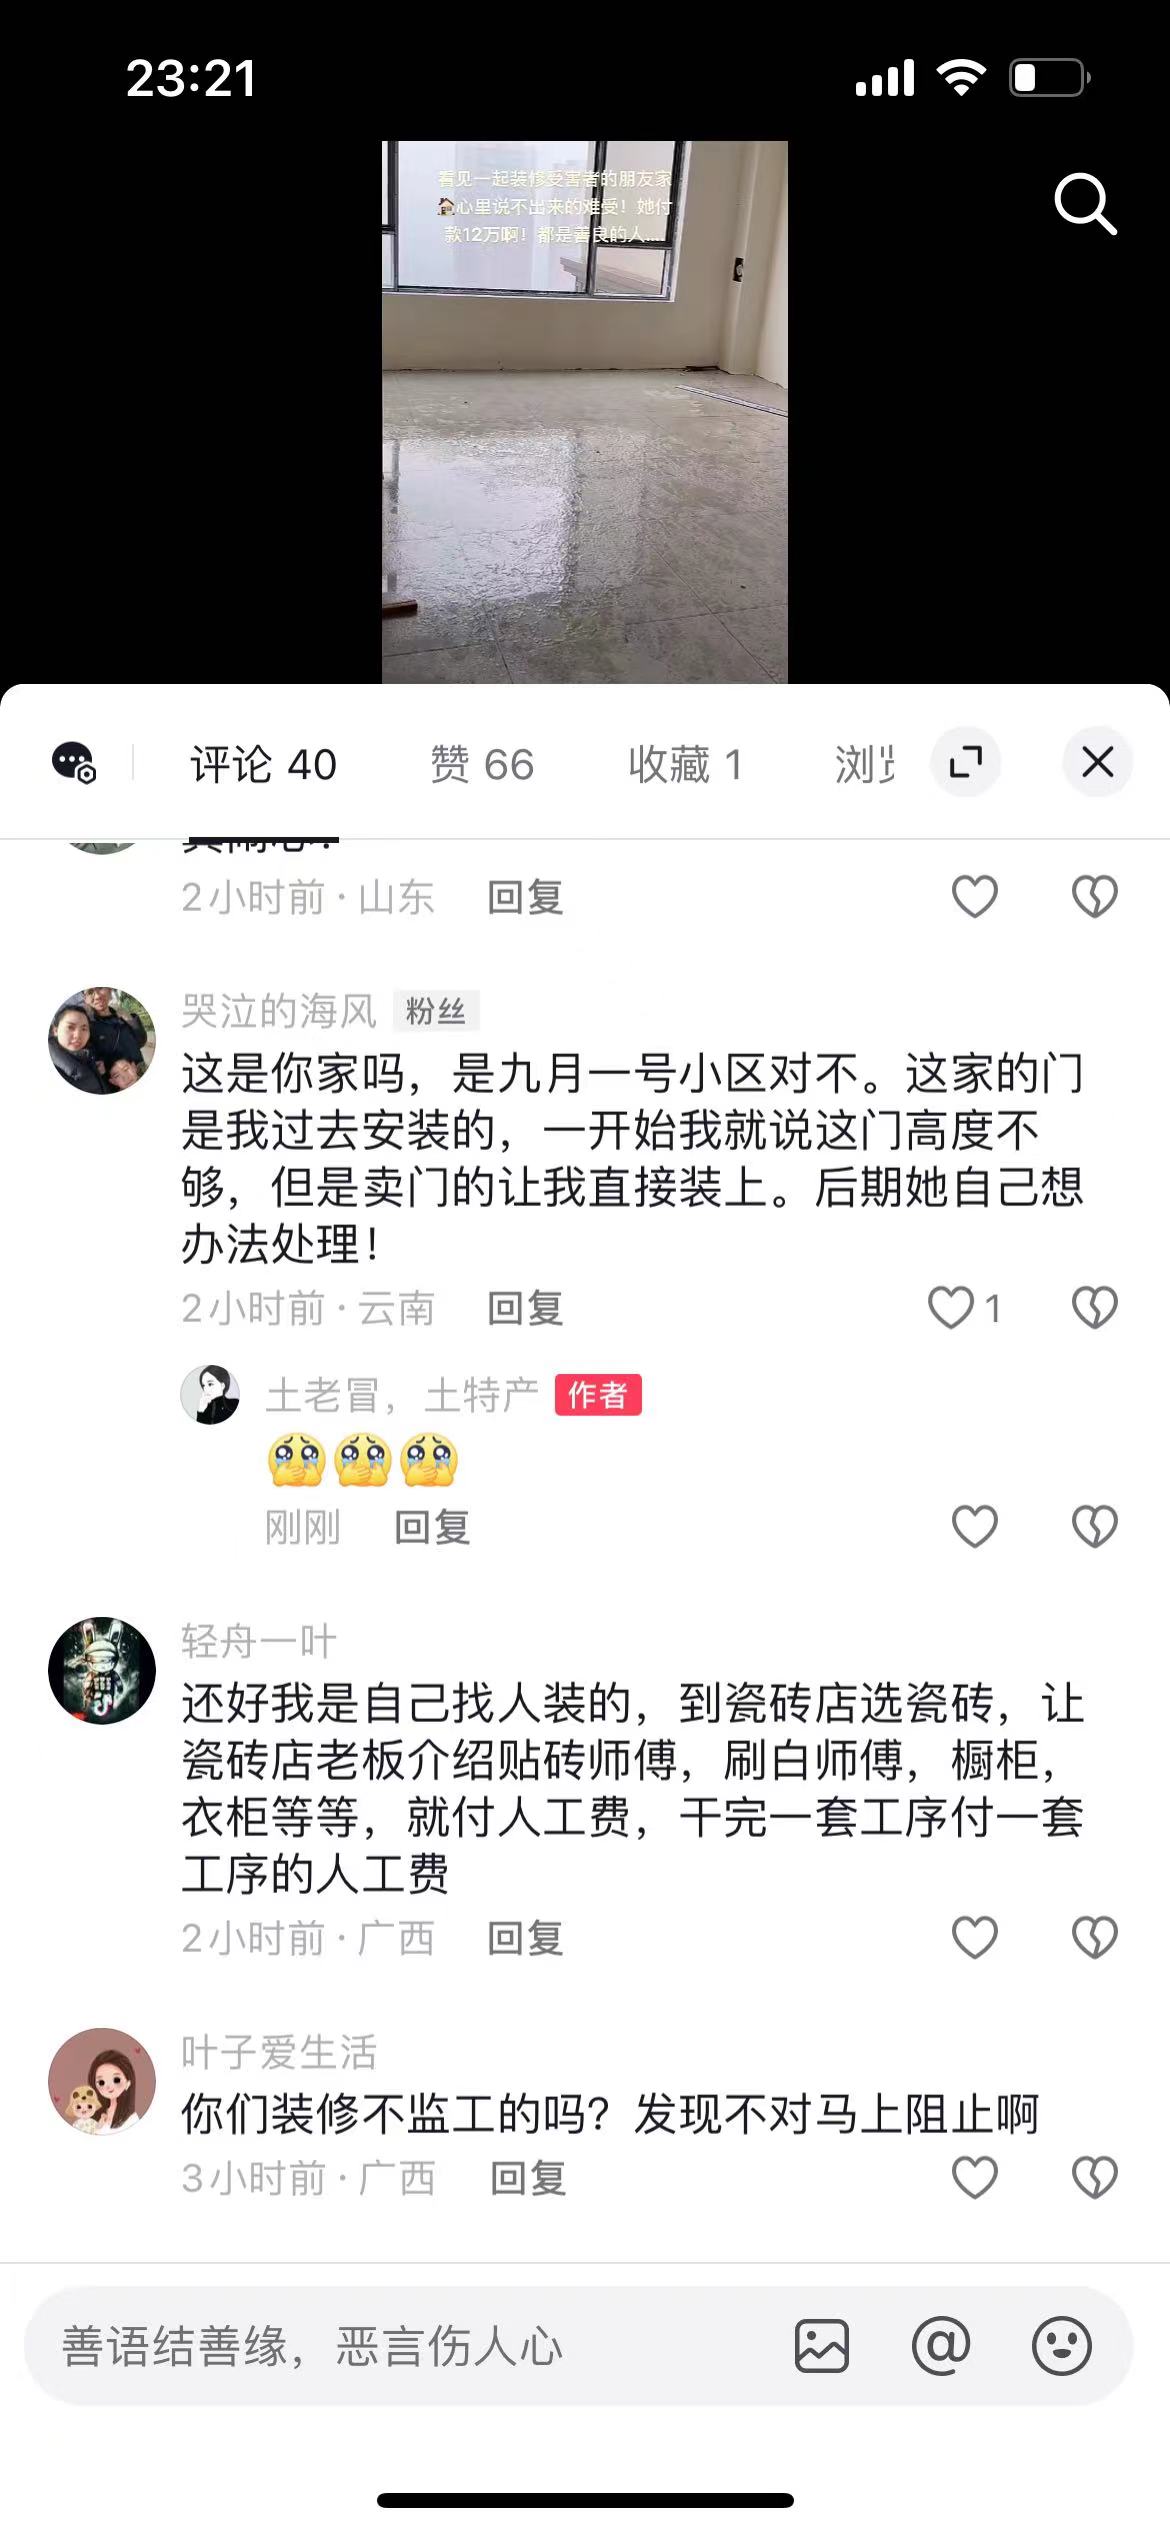 23:21
看见一起装修受害者的朋友家
🏠心里说不出来的难受！她付
款12万啊！都是善良的人....
评论 40
赞 66
收藏 1
2小时前 · 山东 回复
哭泣的海风 粉丝
这是你家吗，是九月一号小区对不。这家的门
是我过去安装的，一开始我就说这门高度不
够，但是卖门的让我直接装上。后期她自己想
办法处理！
2小时前 · 云南 回复
1
土老冒，土特产 作者
🥹🥹🥹
刚刚 回复
轻舟一叶
还好我是自己找人装的，到瓷砖店选瓷砖，让
瓷砖店老板介绍贴砖师傅，刷白师傅，橱柜，
衣柜等等，就付人工费，干完一套工序付一套
工序的人工费
2小时前 · 广西 回复
叶子爱生活
你们装修不监工的吗？发现不对马上阻止啊
3小时前 · 广西 回复
善语结善缘，恶言伤人心